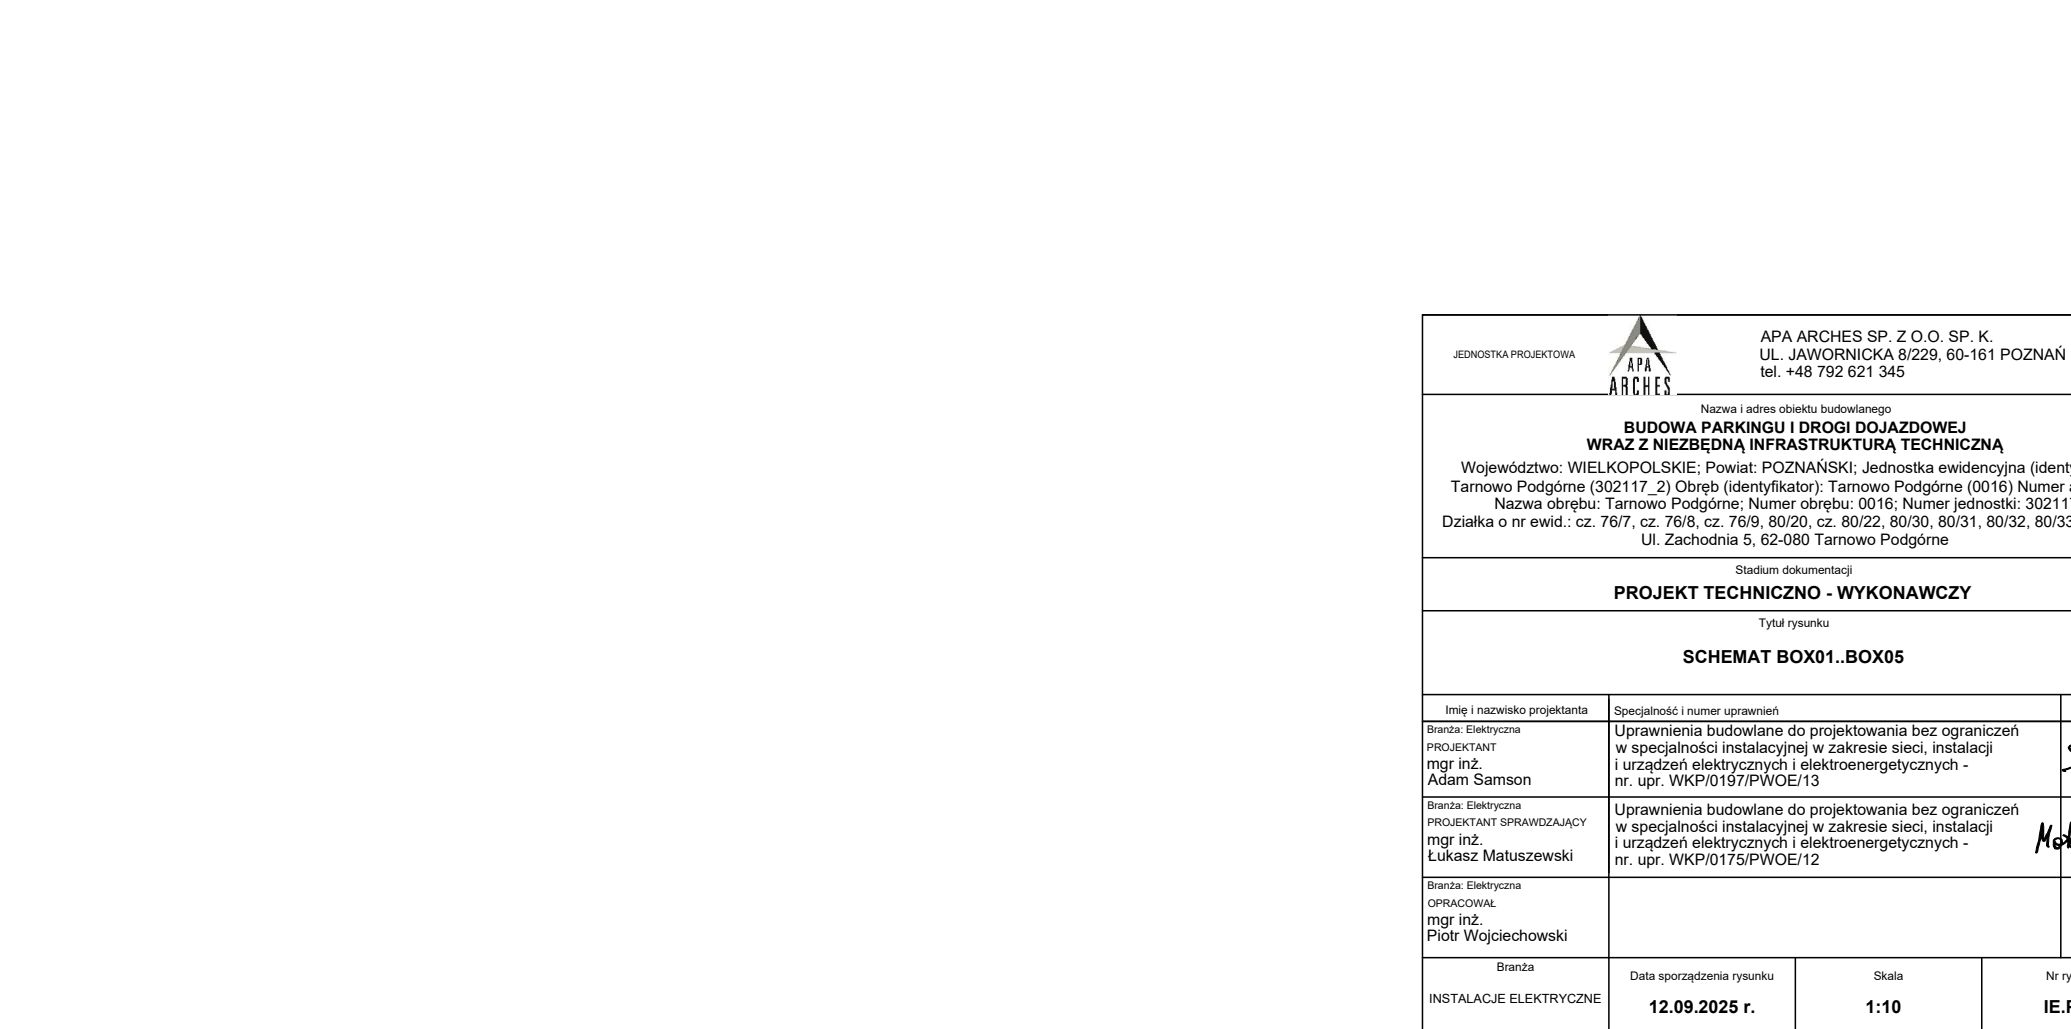 JEDNOSTKA PROJEKTOWA
APA
ARCHES
APA ARCHES SP. Z O.O. SP. K.
UL. JAWORNICKA 8/229, 60-161 POZNAŃ
tel. +48 792 621 345
Nazwa i adres obiektu budowlanego
BUDOWA PARKINGU I DROGI DOJAZDOWEJ
WRAZ Z NIEZBĘDNĄ INFRASTRUKTURĄ TECHNICZNĄ
Województwo: WIELKOPOLSKIE; Powiat: POZNAŃSKI; Jednostka ewidencyjna
Tarnowo Podgórne (302117_2) Obręb (identyfikator): Tarnowo Podgórne (0016) Numer
Nazwa obrębu: Tarnowo Podgórne; Numer obrębu: 0016; Numer jednostki:
Działka o nr ewid.: cz. 76/7, cz. 76/8, cz. 76/9, 80/20, cz. 80/22, 80/30, 80/31, 80/32, 80/33
Ul. Zachodnia 5, 62-080 Tarnowo Podgórne
Stadium dokumentacji
PROJEKT TECHNICZNO - WYKONAWCZY
Tytuł rysunku
SCHEMAT BOX01..BOX05
Imię i nazwisko projektanta
Specjalność i numer uprawnień
Branża: Elektryczna
PROJEKTANT
mgr inż.
Adam Samson
Uprawnienia budowlane do projektowania bez ograniczeń
w specjalności instalacyjnej w zakresie sieci, instalacji
i urządzeń elektrycznych i elektroenergetycznych -
nr. upr. WKP/0197/PWOE/13
Branża: Elektryczna
PROJEKTANT SPRAWDZAJĄCY
mgr inż.
Łukasz Matuszewski
Uprawnienia budowlane do projektowania bez ograniczeń
w specjalności instalacyjnej w zakresie sieci, instalacji
i urządzeń elektrycznych i elektroenergetycznych -
nr. upr. WKP/0175/PWOE/12
Branża: Elektryczna
OPRACOWAŁ
mgr inż.
Piotr Wojciechowski
Branża
INSTALACJE ELEKTRYCZNE
Data sporządzenia rysunku
12.09.2025 r.
Skala
1:10
Nr